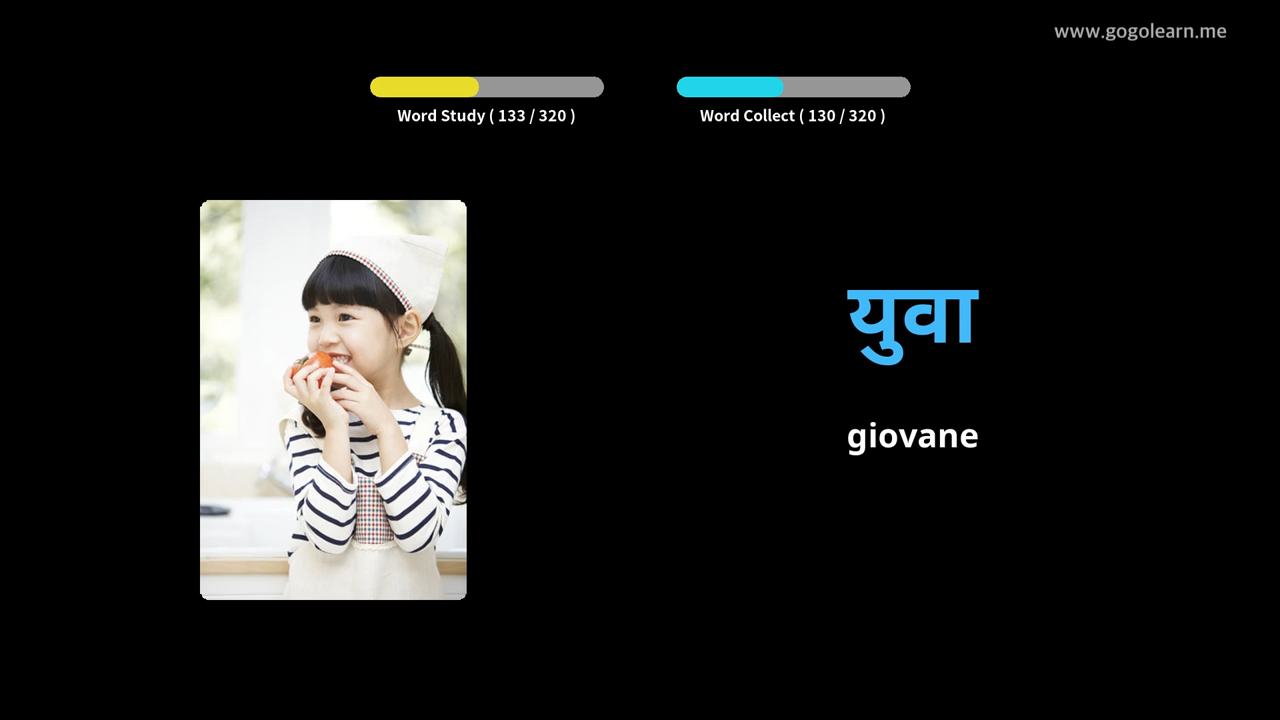 www.gogolearn.me
Word Study ( 133 / 320 )
Word Collect ( 130 / 320 )
युवा
giovane